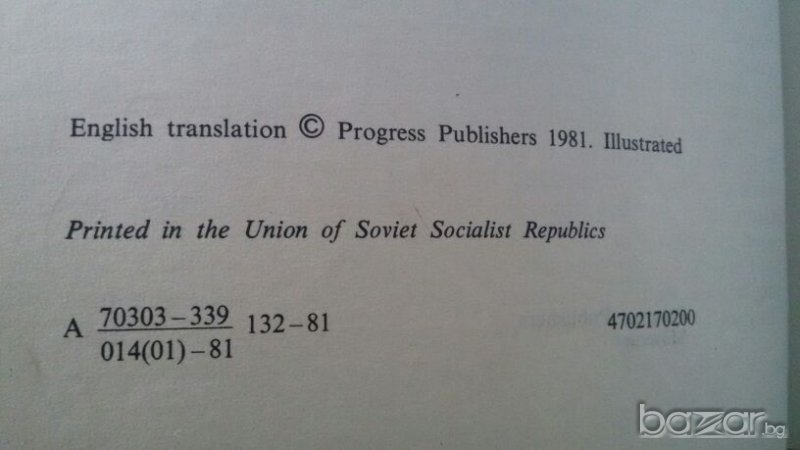 English translation © Progress Publishers 1981. Illustrated
Printed in the Union of Soviet Socialist Republics
A 70303–339 132–81 4702170200
014(01)–81
bazar.bg